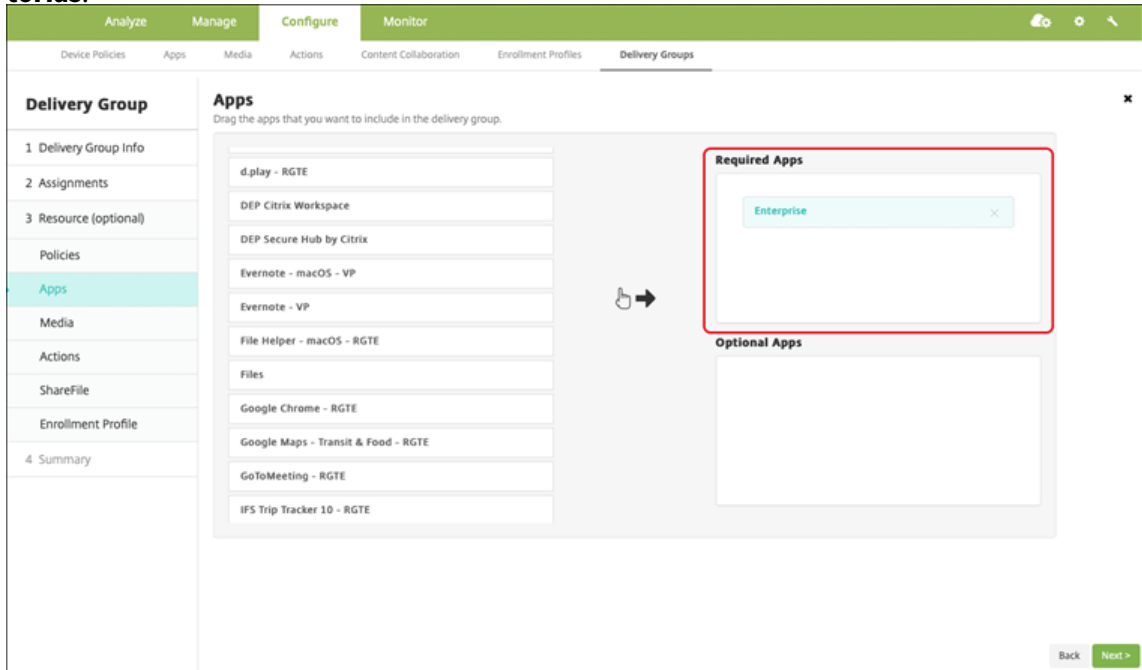 Analyze Manage Configure Monitor
Device Policies Apps Media Actions Content Collaboration Enrollment Profiles Delivery Groups
Delivery Group
1 Delivery Group Info
2 Assignments
3 Resource (optional)
Policies
Apps
Media
Actions
ShareFile
Enrollment Profile
4 Summary
Apps
Drag the apps that you want to include in the delivery group.
d.play - RGTE
DEP Citrix Workspace
DEP Secure Hub by Citrix
Evernote - macOS - VP
Evernote - VP
File Helper - macOS - RGTE
Files
Google Chrome - RGTE
Google Maps - Transit & Food - RGTE
GoToMeeting - RGTE
IFS Trip Tracker 10 - RGTE
Required Apps
Enterprise
Optional Apps
Back Next >